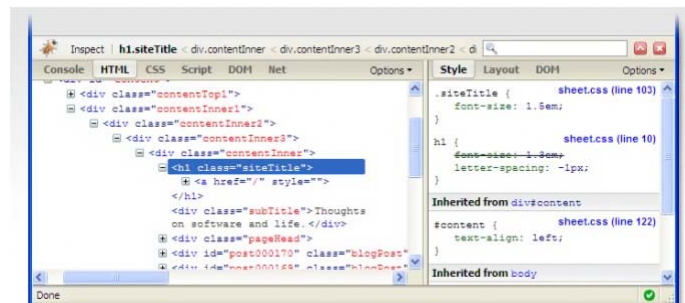 Inspect | h1.siteTitle < div.contentInner < div.contentInner3 < div.contentInner2 < di
Console HTML CSS Script DOM Net Options
Style Layout DOM Options
<div class="contentTop1">
<div class="contentInner1">
<div class="contentInner2">
<div class="contentInner3">
<div class="contentInner">
<h1 class="siteTitle">
<a href="/" style="">
</h1>
<div class="subTitle">Thoughts
on software and life.</div>
<div class="pageHead">
<div id="post000170" class="blogPost"
<div id="post000169" class="blogPost"
.siteTitle { sheet.css (line 103)
font-size: 1.5em;
}
h1 { sheet.css (line 10)
font-size: 1.3em;
letter-spacing: -1px;
}
Inherited from div#content
#content { sheet.css (line 122)
text-align: left;
}
Inherited from body
Done